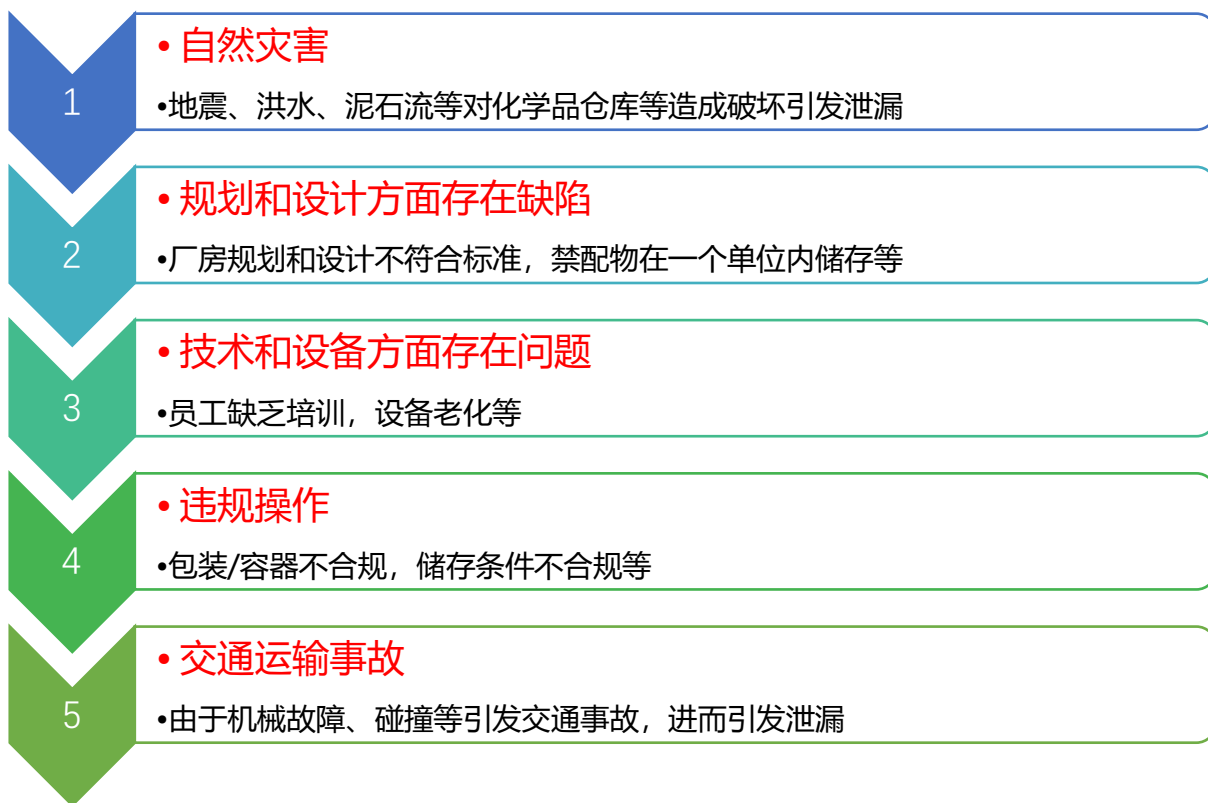 1
• 自然灾害
•地震、洪水、泥石流等对化学品仓库等造成破坏引发泄漏
2
• 规划和设计方面存在缺陷
•厂房规划和设计不符合标准，禁配物在一个单位内储存等
3
• 技术和设备方面存在问题
•员工缺乏培训，设备老化等
4
• 违规操作
•包装/容器不合规，储存条件不合规等
5
• 交通运输事故
•由于机械故障、碰撞等引发交通事故，进而引发泄漏